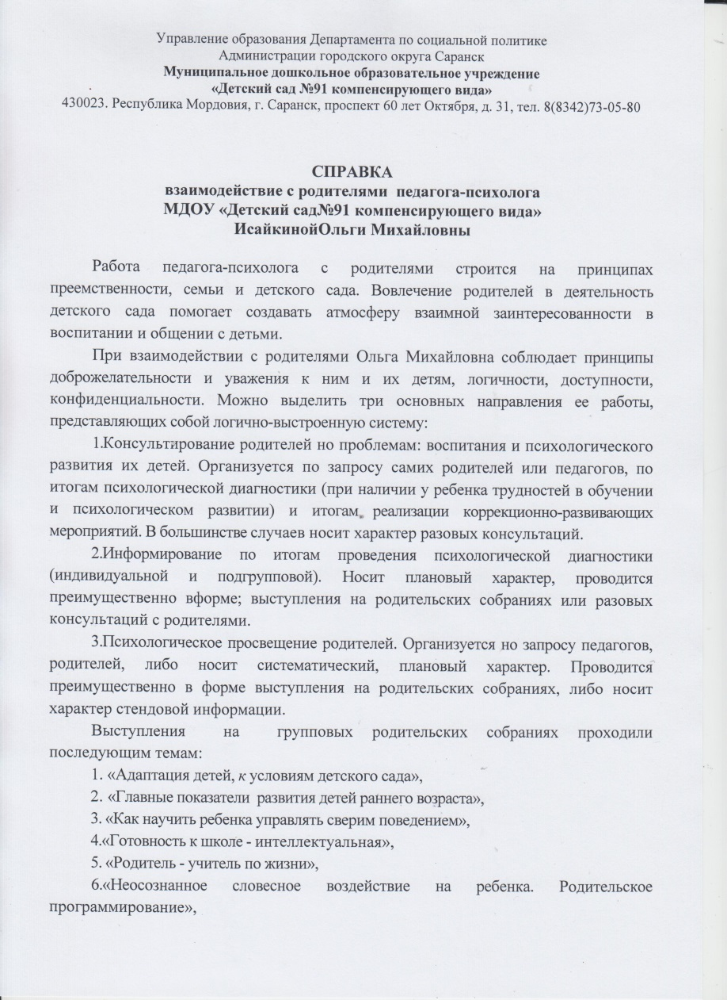 Управление образования Департамента по социальной политике
Администрации городского округа Саранск
Муниципальное дошкольное образовательное учреждение
«Детский сад №91 компенсирующего вида»
430023. Республика Мордовия, г. Саранск, проспект 60 лет Октября, д. 31, тел. 8(8342)73-05-80
СПРАВКА
взаимодействие с родителями педагога-психолога
МДОУ «Детский сад№91 компенсирующего вида»
ИсайкинойОльги Михайловны
Работа педагога-психолога с родителями строится на принципах
преемственности, семьи и детского сада. Вовлечение родителей в деятельность
детского сада помогает создавать атмосферу взаимной заинтересованности в
воспитании и общении с детьми.
При взаимодействии с родителями Ольга Михайловна соблюдает принципы
доброжелательности и уважения к ним и их детям, логичности, доступности,
конфиденциальности. Можно выделить три основных направления ее работы,
представляющих собой логично-выстроенную систему:
1.Консультирование родителей но проблемам: воспитания и психологического
развития их детей. Организуется по запросу самих родителей или педагогов, по
итогам психологической диагностики (при наличии у ребенка трудностей в обучении
и психологическом развитии) и итогам реализации коррекционно-развивающих
мероприятий. В большинстве случаев носит характер разовых консультаций.
2.Информирование по итогам проведения психологической диагностики
(индивидуальной и подгрупповой). Носит плановый характер, проводится
преимущественно вформе; выступления на родительских собраниях или разовых
консультаций с родителями.
3.Психологическое просвещение родителей. Организуется но запросу педагогов,
родителей, либо носит систематический, плановый характер. Проводится
преимущественно в форме выступления на родительских собраниях, либо носит
характер стендовой информации.
Выступления на групповых родительских собраниях проходили
последующим темам:
1. «Адаптация детей, к условиям детского сада»,
2. «Главные показатели развития детей раннего возраста»,
3. «Как научить ребенка управлять сверим поведением»,
4.«Готовность к школе - интеллектуальная»,
5. «Родитель - учитель по жизни»,
6.«Неосознанное словесное воздействие на ребенка. Родительское
программирование»,